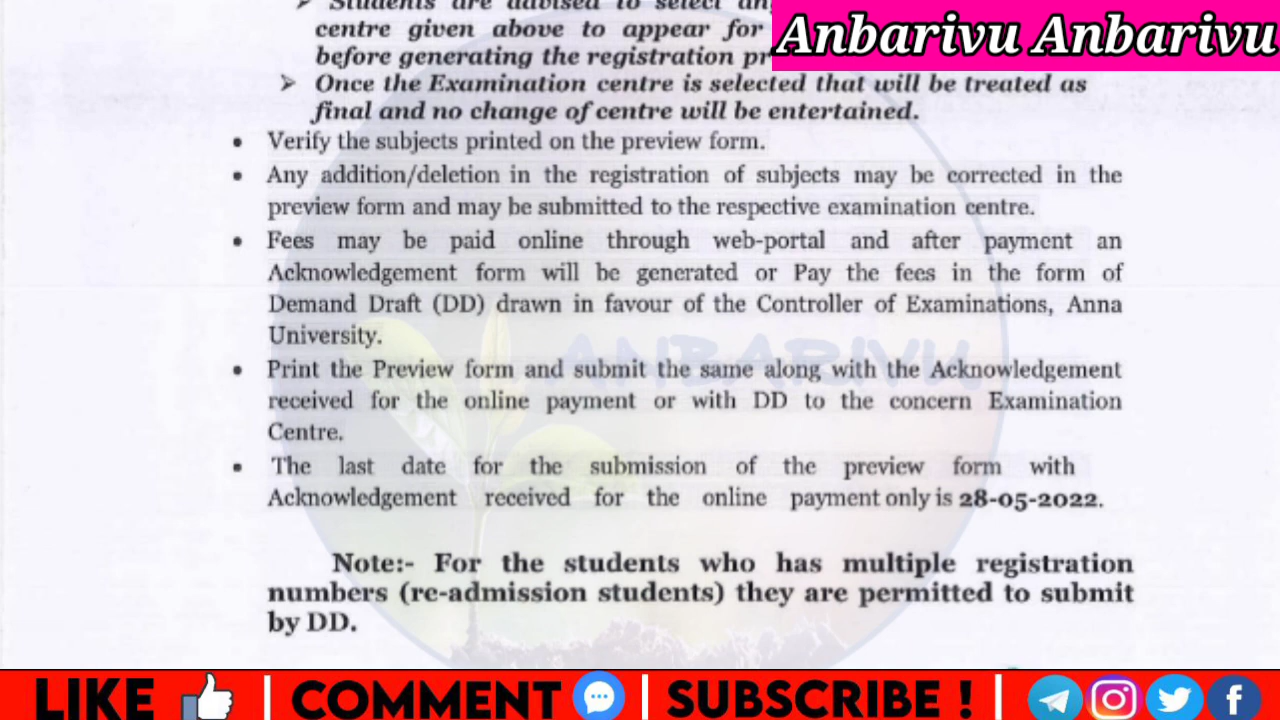 Students are advised to select an
Anbarivu Anbarivu
centre given above to appear for
before generating the registration pr
➢ Once the Examination centre is selected that will be treated as
final and no change of centre will be entertained.
• Verify the subjects printed on the preview form.
• Any addition/deletion in the registration of subjects may be corrected in the
preview form and may be submitted to the respective examination centre.
• Fees may be paid online through web-portal and after payment an
Acknowledgement form will be generated or Pay the fees in the form of
Demand Draft (DD) drawn in favour of the Controller of Examinations, Anna
University.
ANBARIVU
• Print the Preview form and submit the same along with the Acknowledgement
received for the online payment or with DD to the concern Examination
Centre.
• The last date for the submission of the preview form with
Acknowledgement received for the online payment only is 28-05-2022.
Note:- For the students who has multiple registration
numbers (re-admission students) they are permitted to submit
by DD.
LIKE | COMMENT | SUBSCRIBE ! |